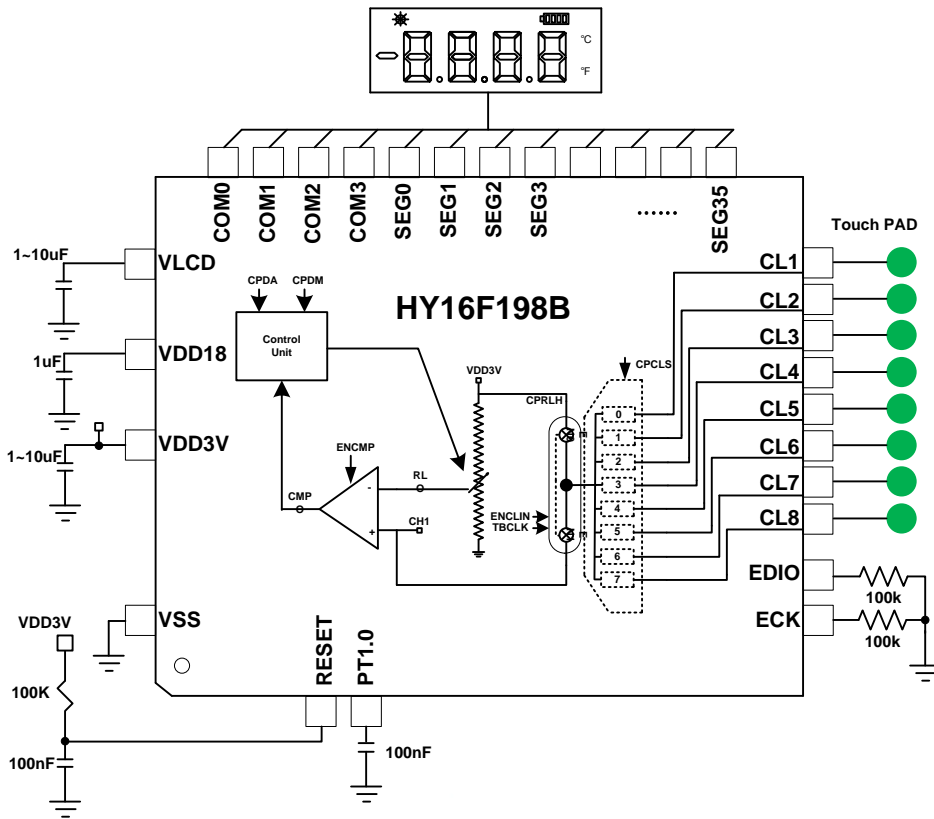 °C
°F
COM0
COM1
COM2
COM3
SEG0
SEG1
SEG2
SEG3
......
SEG35
Touch PAD
1~10uF
VLCD
CL1
CPDA
CPDM
HY16F198B
CL2
Control
Unit
CL3
1uF
VDD18
VDD3V
CPCLS
CL4
CPRLH
0
CL5
1
1~10uF
VDD3V
ENCMP
2
CL6
RL
3
CMP
-
CL7
CH1
4
ENCLIN
TBCLK
+
5
CL8
6
7
EDIO
100k
VDD3V
VSS
ECK
100k
RESET
PT1.0
100K
100nF
100nF